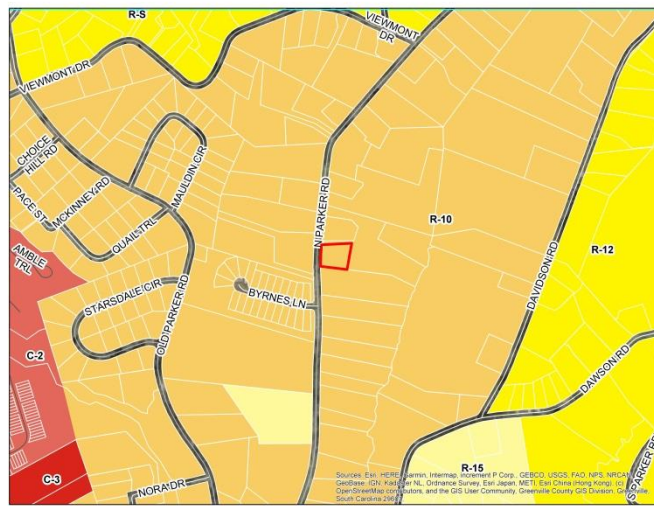 R-S
VIEWMONT
DR
VIEWMONT DR
CHOICE
HILL RD
MCKINNEY RD
MAULDIN CIR
PACE ST
QUAIL TRL
N PARKER RD
R-10
R-12
AMBLE
TRL
STARSDALE CIR
OLD PARKER RD
BYRNES LN
DAVIDSON RD
C-2
DAWSON RD
C-3
NORA DR
R-15
S PARKER RD
Sources: Esri, HERE, Garmin, Intermap, increment P Corp., GEBCO, USGS, FAO, NPS, NRCAN,
GeoBase, IGN, Kadaster NL, Ordnance Survey, Esri Japan, METI, Esri China (Hong Kong), (c)
OpenStreetMap contributors, and the GIS User Community, Greenville County GIS Division, Greenville,
South Carolina